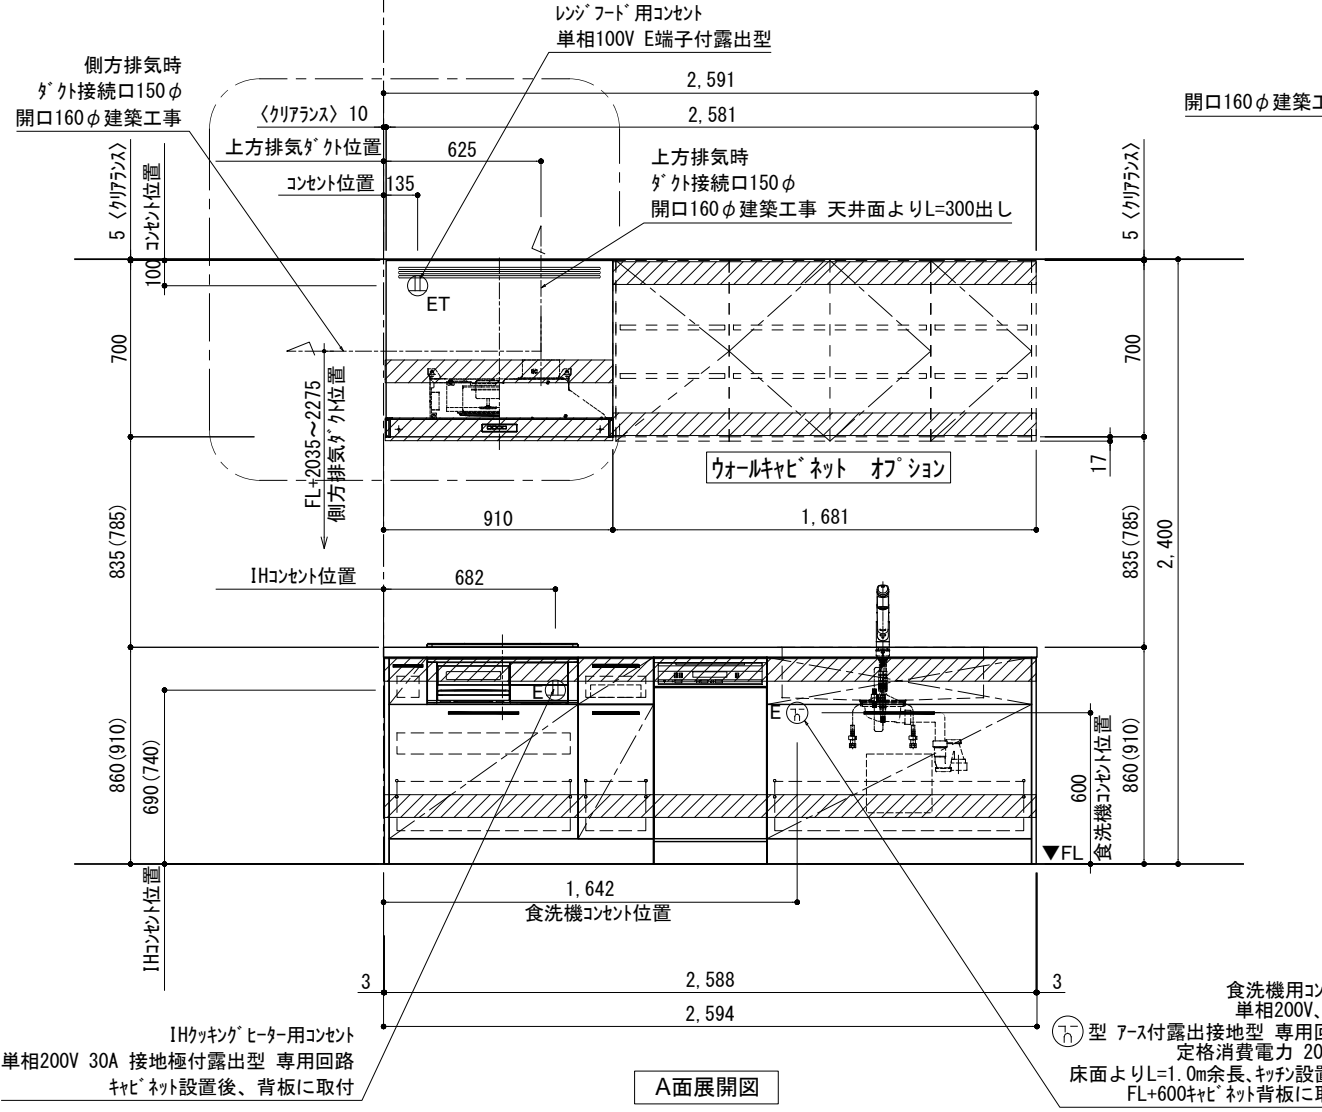 ﾚﾝｼﾞﾌｰﾄﾞ用ｺﾝｾﾝﾄ
単相100V E端子付露出型
側方排気時
ﾀﾞｸﾄ接続口150φ
開口160φ建築工事
2,591
〈ｸﾘｱﾗﾝｽ〉 10
2,581
開口160φ建築工
上方排気ﾀﾞｸﾄ位置
625
上方排気時
ﾀﾞｸﾄ接続口150φ
開口160φ建築工事 天井面よりL=300出し
ｺﾝｾﾝﾄ位置
135
5 〈ｸﾘｱﾗﾝｽ〉
100 ｺﾝｾﾝﾄ位置
5 〈ｸﾘｱﾗﾝｽ〉
ET
700
700
FL+2035～2275
側方排気ﾀﾞｸﾄ位置
ｳｫｰﾙｷｬﾋﾞﾈｯﾄ ｵﾌﾟｼｮﾝ
17
910
1,681
835(785)
835(785)
2,400
IHｺﾝｾﾝﾄ位置
682
E
E
860(910)
690(740)
IHｺﾝｾﾝﾄ位置
600
食洗機ｺﾝｾﾝﾄ位置
860(910)
▼FL
1,642
食洗機ｺﾝｾﾝﾄ位置
3
2,588
3
2,594
IHｸｯｷﾝｸﾞﾋｰﾀｰ用ｺﾝｾﾝﾄ
単相200V 30A 接地極付露出型 専用回路
ｷｬﾋﾞﾈｯﾄ設置後、背板に取付
A面展開図
食洗機用ｺﾝ
単相200V、
型 ｱｰｽ付露出接地型 専用回
定格消費電力 20
床面よりL=1.0m余長､ｷｯﾁﾝ設置
FL+600ｷｬﾋﾞﾈｯﾄ背板に取